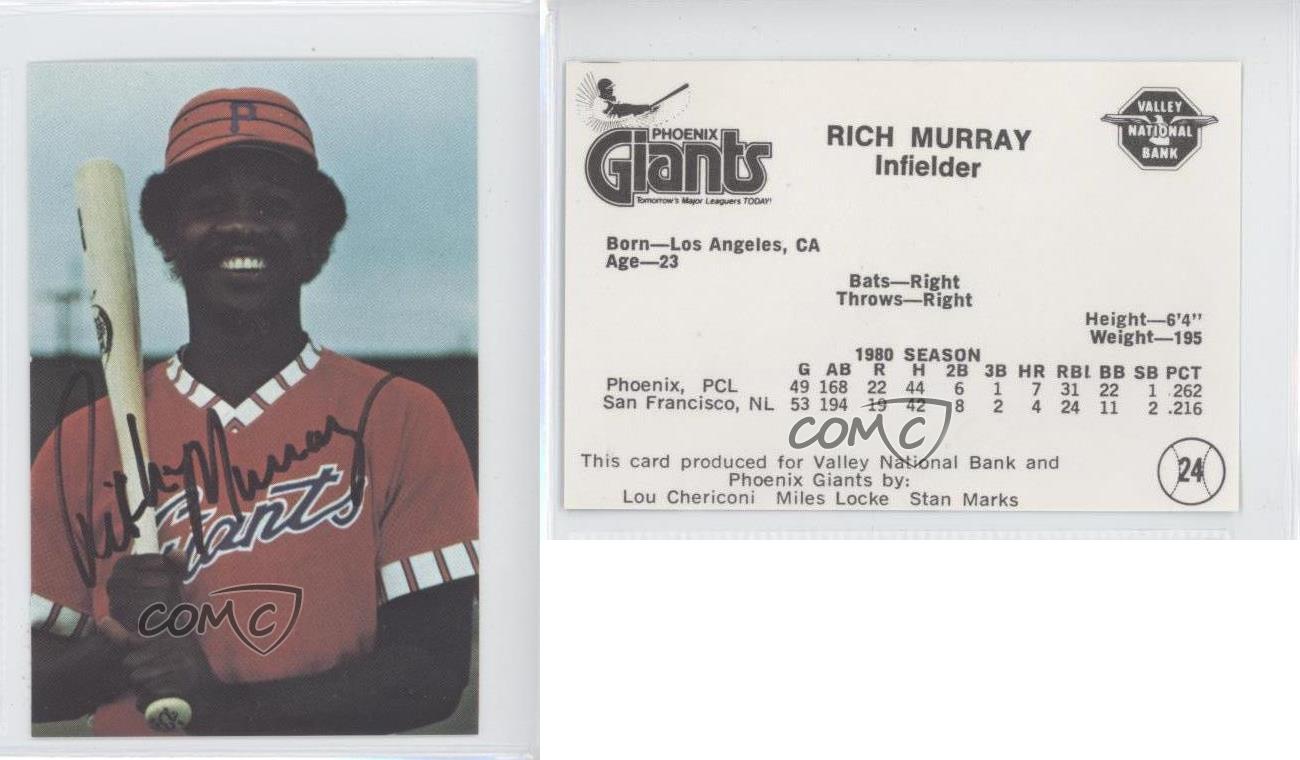 P
Rich Murray
Giants
COMC
PHOENIX
Giants
Tomorrow's Major Leaguers TODAY!
RICH MURRAY
Infielder
VALLEY
NATIONAL
BANK
Born—Los Angeles, CA
Age—23
Bats—Right
Throws—Right
Height—6'4"
Weight—195
1980 SEASON
G AB R H 2B 3B HR RBI BB SB PCT
Phoenix, PCL 49 168 22 44 6 1 7 31 22 1 .262
San Francisco, NL 53 194 19 42 8 2 4 24 11 2 .216
COMC
This card produced for Valley National Bank and
Phoenix Giants by:
Lou Chericoni Miles Locke Stan Marks
24